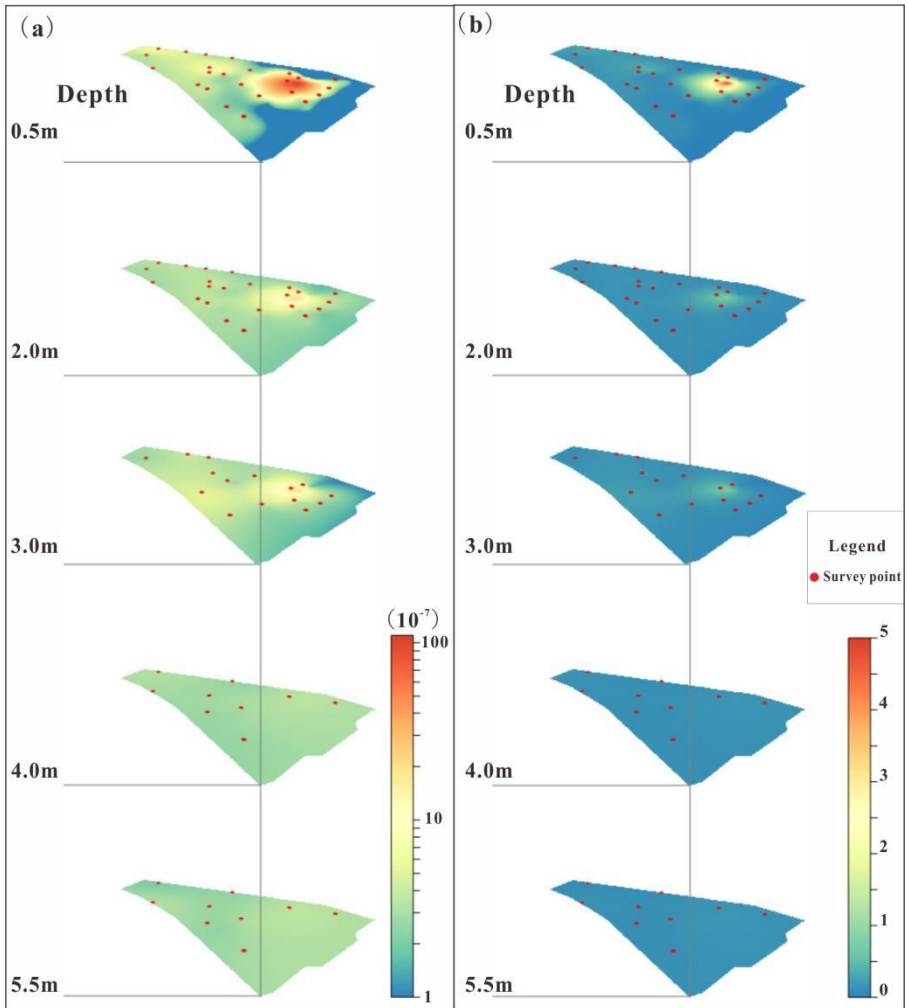 (a)
Depth
0.5m
2.0m
3.0m
4.0m
5.5m
(10⁻⁷)
100
10
1
(b)
Depth
0.5m
2.0m
3.0m
4.0m
5.5m
Legend
Survey point
5
4
3
2
1
0